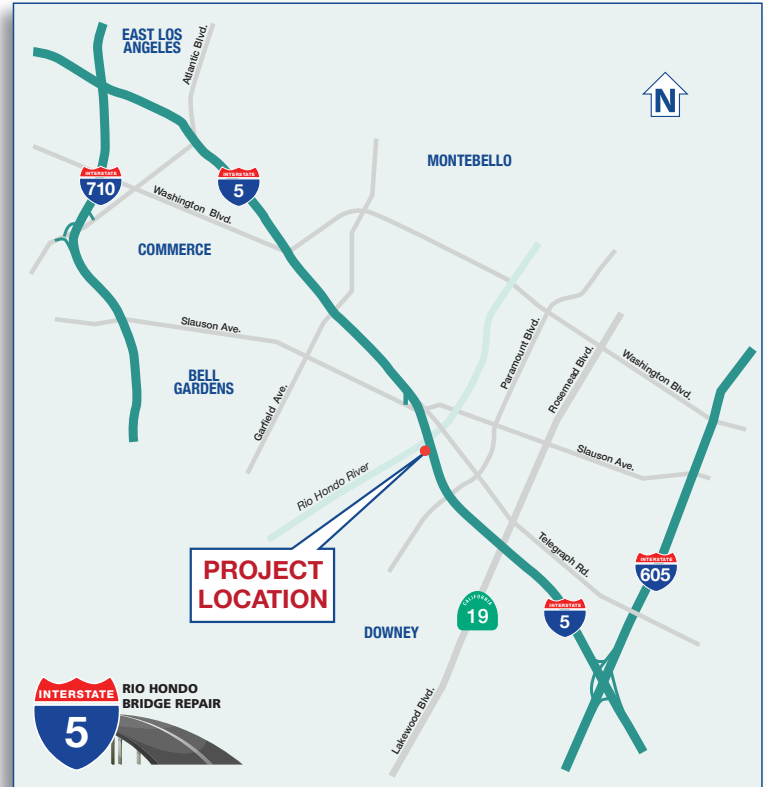 EAST LOS
ANGELES
Atlantic Blvd.
N
MONTEBELLO
INTERSTATE
710
INTERSTATE
5
Washington Blvd.
COMMERCE
Slauson Ave.
BELL
GARDENS
Garfield Ave.
Paramount Blvd.
Rosemead Blvd.
Washington Blvd.
Slauson Ave.
Rio Hondo River
Telegraph Rd.
PROJECT
LOCATION
INTERSTATE
605
CALIFORNIA
19
INTERSTATE
5
DOWNEY
Lakewood Blvd.
INTERSTATE
5
RIO HONDO
BRIDGE REPAIR